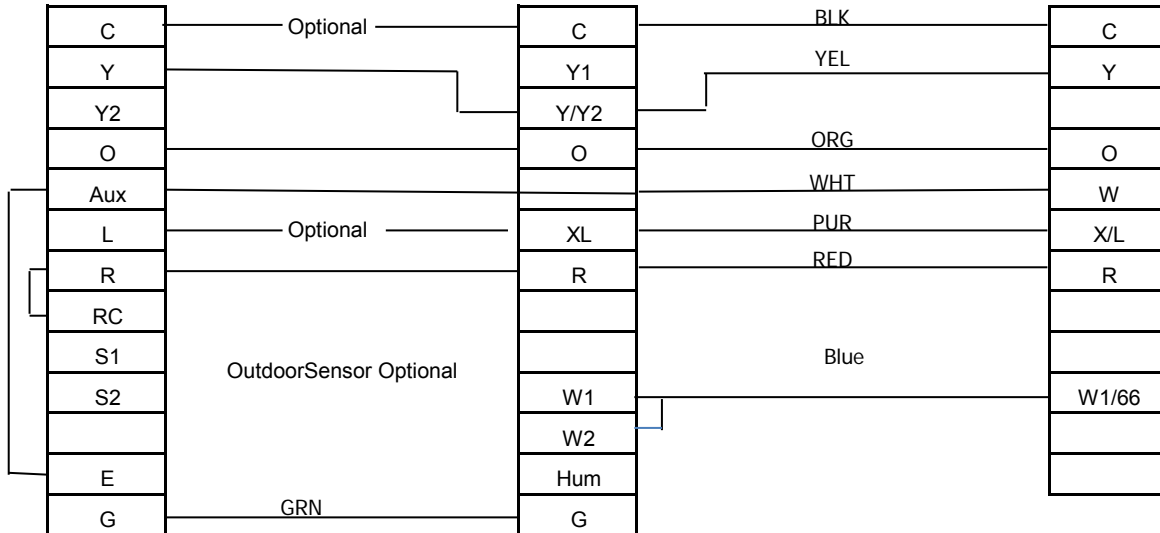 C Optional C BLK C
Y Y1 YEL Y
Y2 Y/Y2
O O ORG O
Aux WHT W
L Optional XL PUR X/L
R R RED R
RC
S1 Blue
OutdoorSensor Optional
S2 W1 W1/66
W2
E Hum
G GRN G